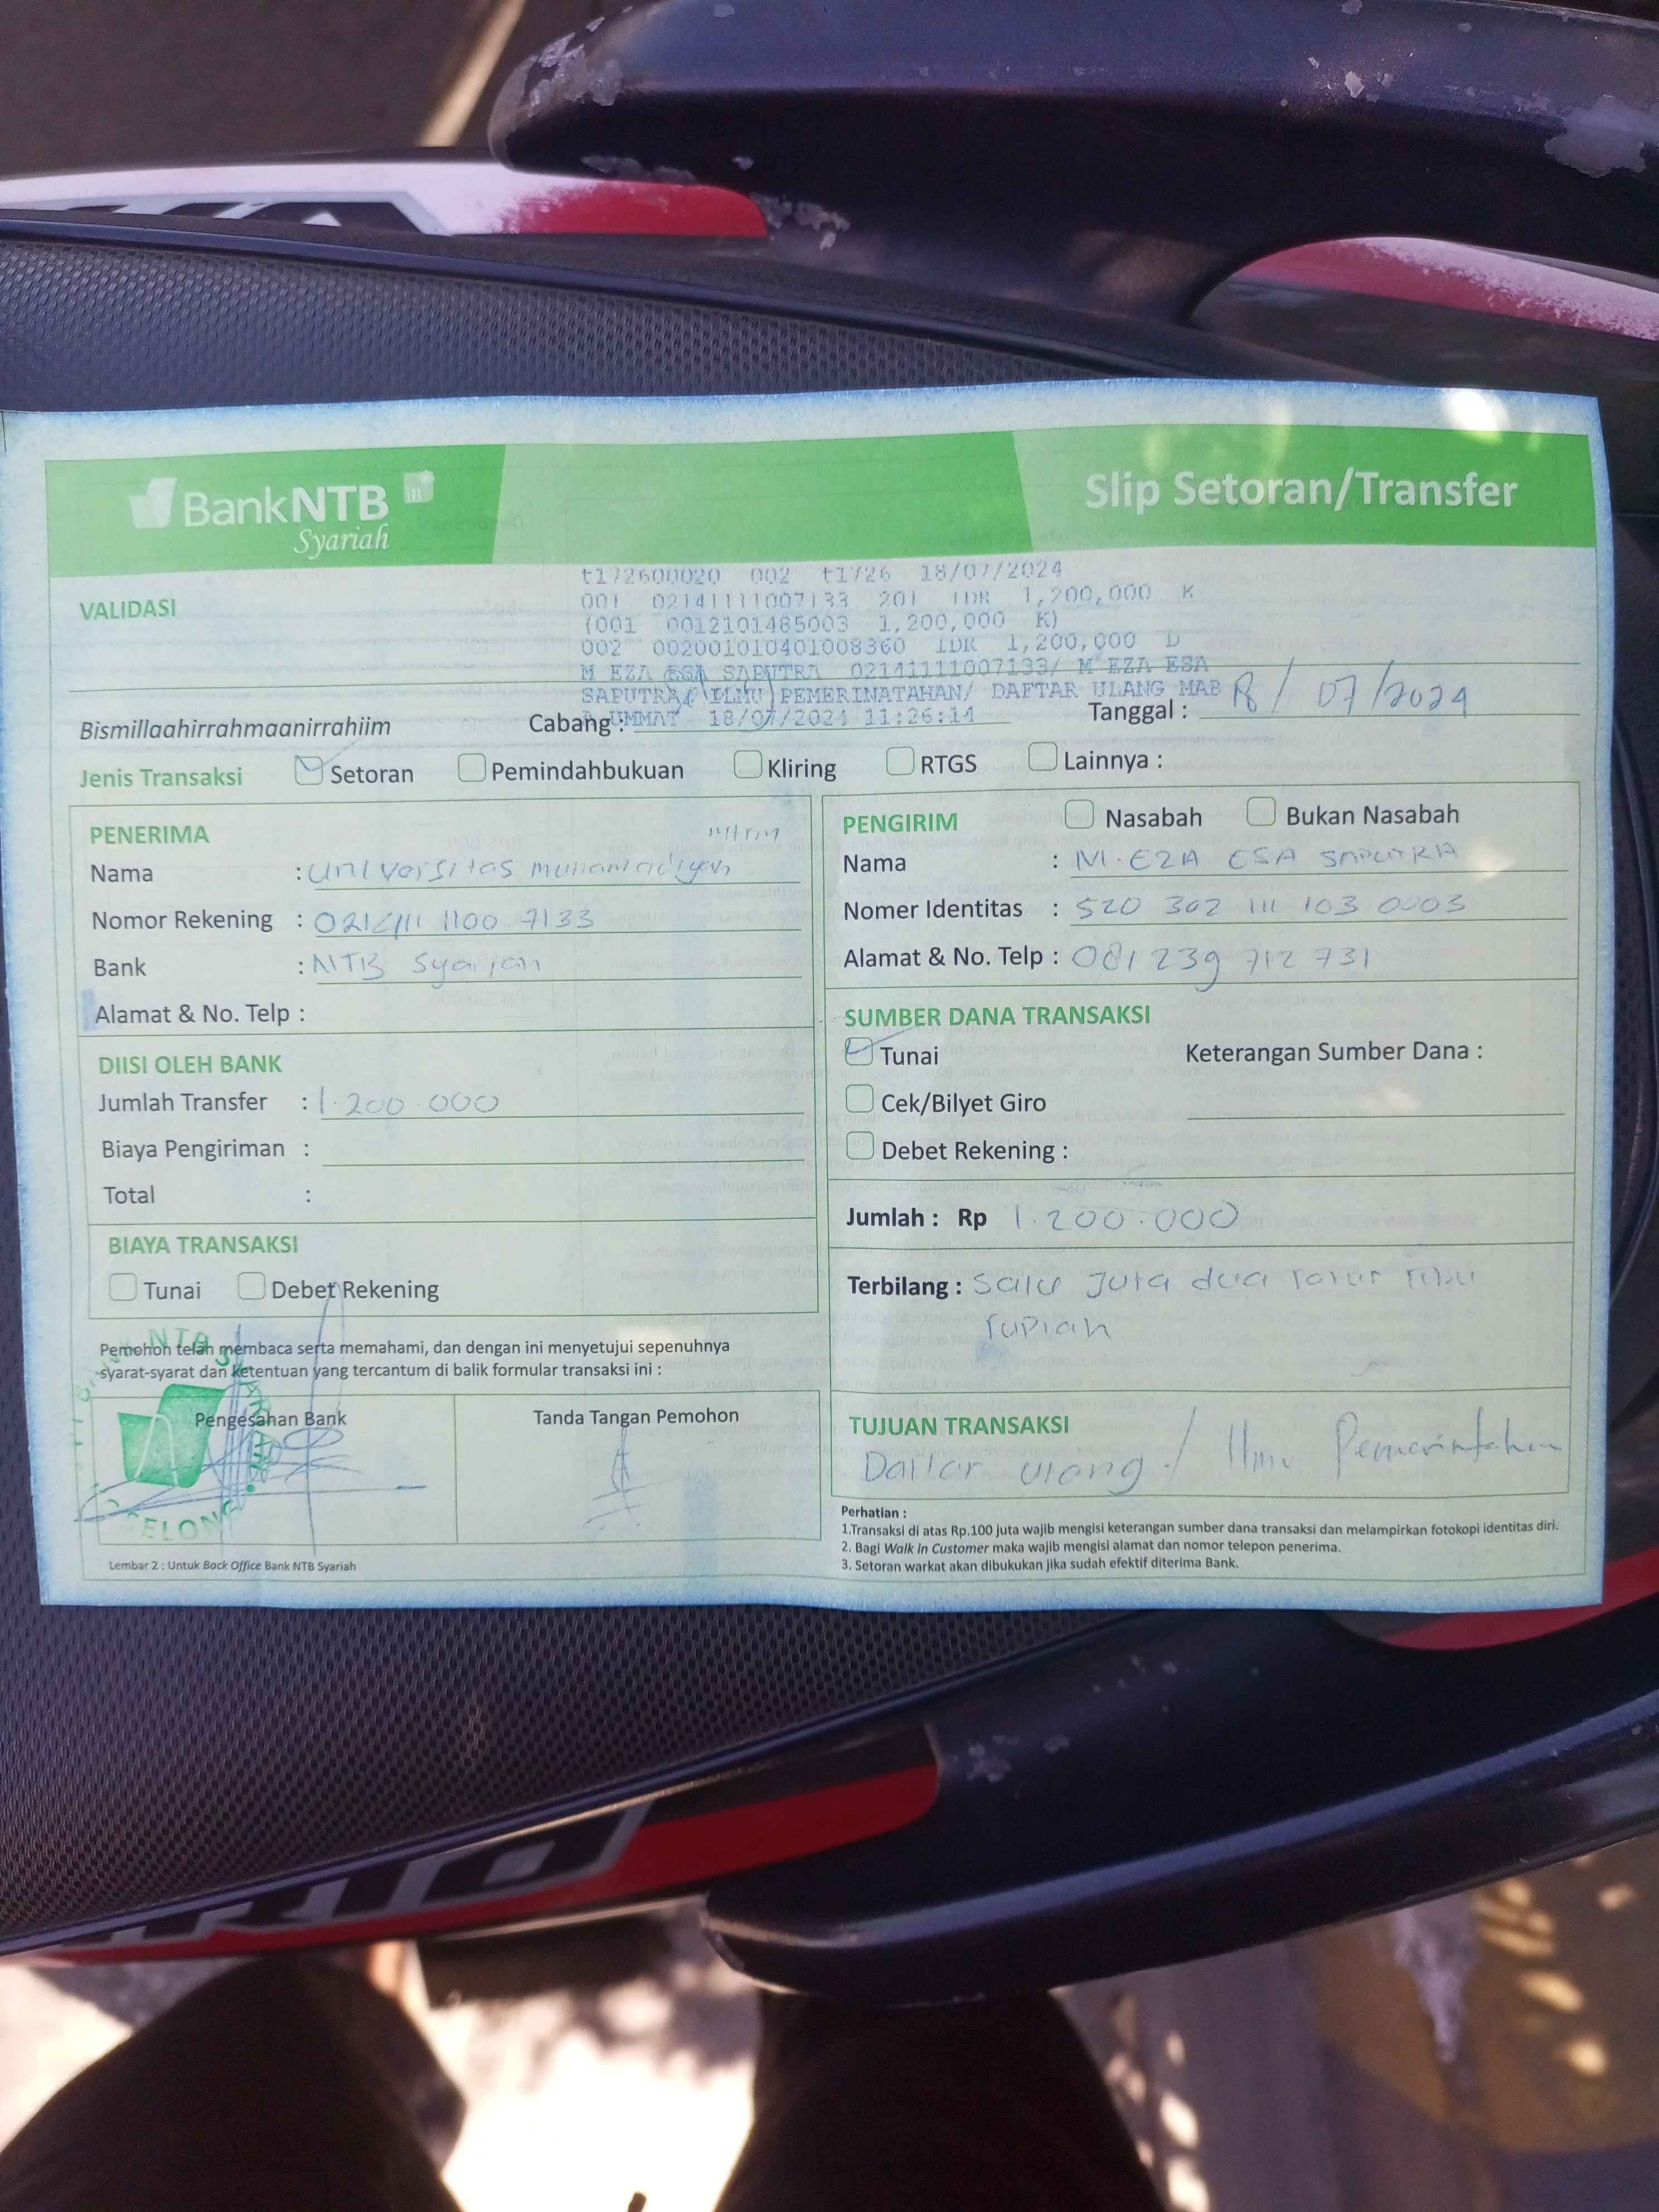 BankNTB
Syariah
Slip Setoran/Transfer
VALIDASI
t172600020 002 t1726 18/07/2024
001 02141111007133 201 IDR 1,200,000 K
(001 0012101485003 1,200,000 K)
002 002001010401008360 IDR 1,200,000 D
M EZA ESA SAPUTRA 02141111007133/ M EZA ESA
SAPUTRA/ ILMU PEMERINATAHAN/ DAFTAR ULANG MAB
A UMMAT 18/07/2024 11:26:14
Bismillaahirrahmaanirrahiim
Cabang :
Tanggal : 18/07/2024
Jenis Transaksi Setoran Pemindahbukuan Kliring RTGS Lainnya :
PENERIMA
Nama : Universitas muhamadiyah
Nomor Rekening : 021411 1100 7133
Bank : NTB Syariah
Alamat & No. Telp :
DIISI OLEH BANK
Jumlah Transfer : 1.200.000
Biaya Pengiriman :
Total :
BIAYA TRANSAKSI
Tunai Debet Rekening
Pemohon telah membaca serta memahami, dan dengan ini menyetujui sepenuhnya
syarat-syarat dan ketentuan yang tercantum di balik formular transaksi ini :
Pengesahan Bank
Tanda Tangan Pemohon
SELONG
Lembar 2 : Untuk Back Office Bank NTB Syariah
PENGIRIM Nasabah Bukan Nasabah
Nama : M. EZA ESA SAPUTRA
Nomer Identitas : 520 302 111 103 0003
Alamat & No. Telp : 081 239 712 731
SUMBER DANA TRANSAKSI
Tunai Keterangan Sumber Dana :
Cek/Bilyet Giro
Debet Rekening :
Jumlah : Rp 1.200.000
Terbilang : Satu Juta dua ratus ribu
rupiah
TUJUAN TRANSAKSI
Daftar ulang / Ilmu Pemerintahan
Perhatian :
1.Transaksi di atas Rp.100 juta wajib mengisi keterangan sumber dana transaksi dan melampirkan fotokopi identitas diri.
2. Bagi Walk in Customer maka wajib mengisi alamat dan nomor telepon penerima.
3. Setoran warkat akan dibukukan jika sudah efektif diterima Bank.